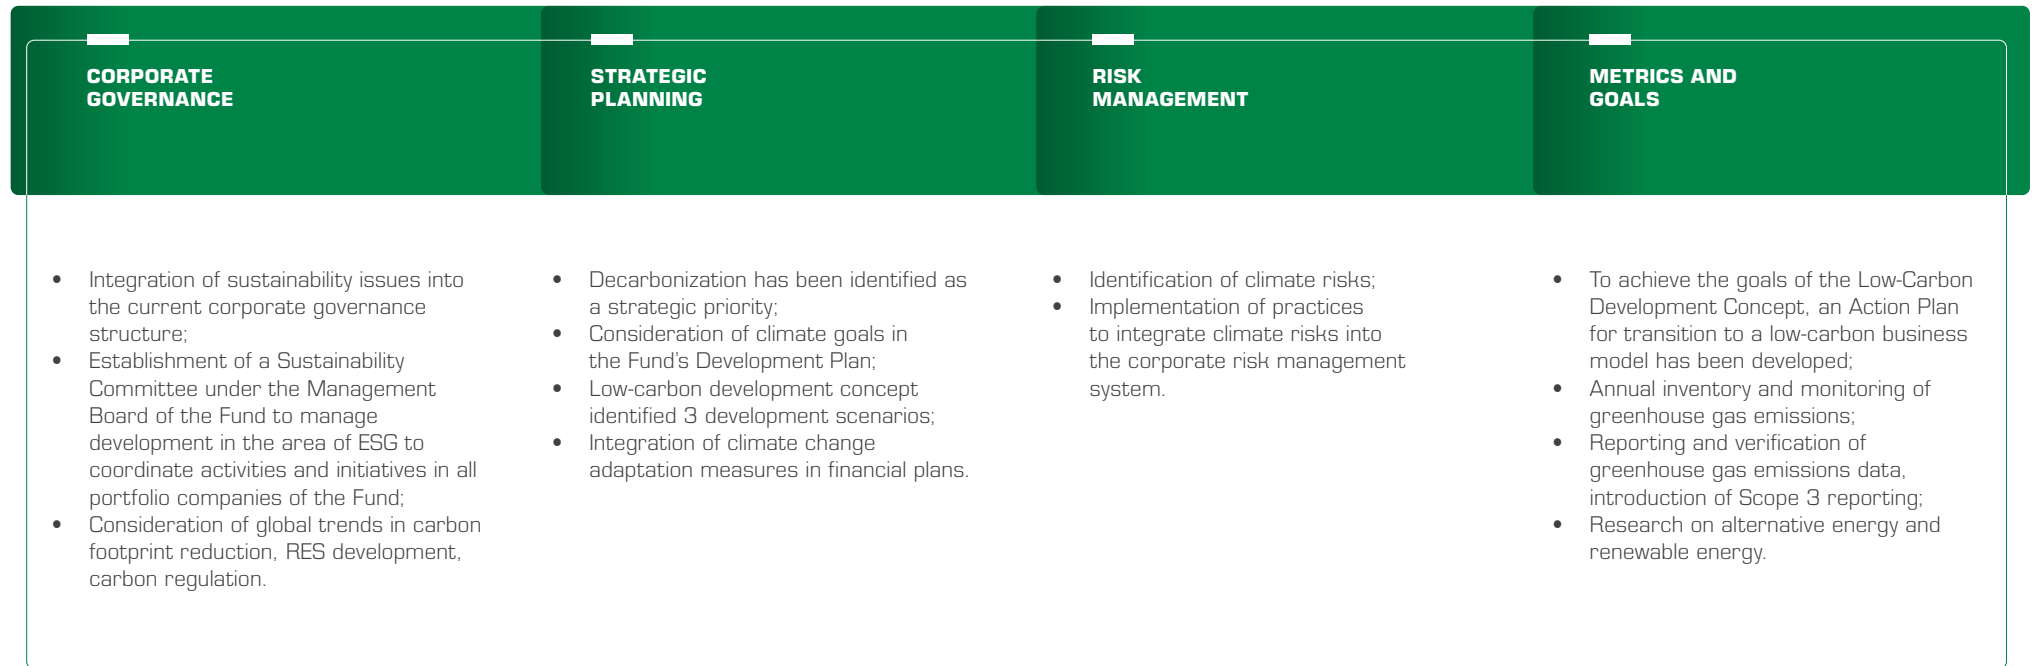 CORPORATE
GOVERNANCE
• Integration of sustainability issues into
the current corporate governance
structure;
• Establishment of a Sustainability
Committee under the Management
Board of the Fund to manage
development in the area of ESG to
coordinate activities and initiatives in all
portfolio companies of the Fund;
• Consideration of global trends in carbon
footprint reduction, RES development,
carbon regulation.
STRATEGIC
PLANNING
• Decarbonization has been identified as
a strategic priority;
• Consideration of climate goals in
the Fund's Development Plan;
• Low-carbon development concept
identified 3 development scenarios;
• Integration of climate change
adaptation measures in financial plans.
RISK
MANAGEMENT
• Identification of climate risks;
• Implementation of practices
to integrate climate risks into
the corporate risk management
system.
METRICS AND
GOALS
• To achieve the goals of the Low-Carbon
Development Concept, an Action Plan
for transition to a low-carbon business
model has been developed;
• Annual inventory and monitoring of
greenhouse gas emissions;
• Reporting and verification of
greenhouse gas emissions data,
introduction of Scope 3 reporting;
• Research on alternative energy and
renewable energy.